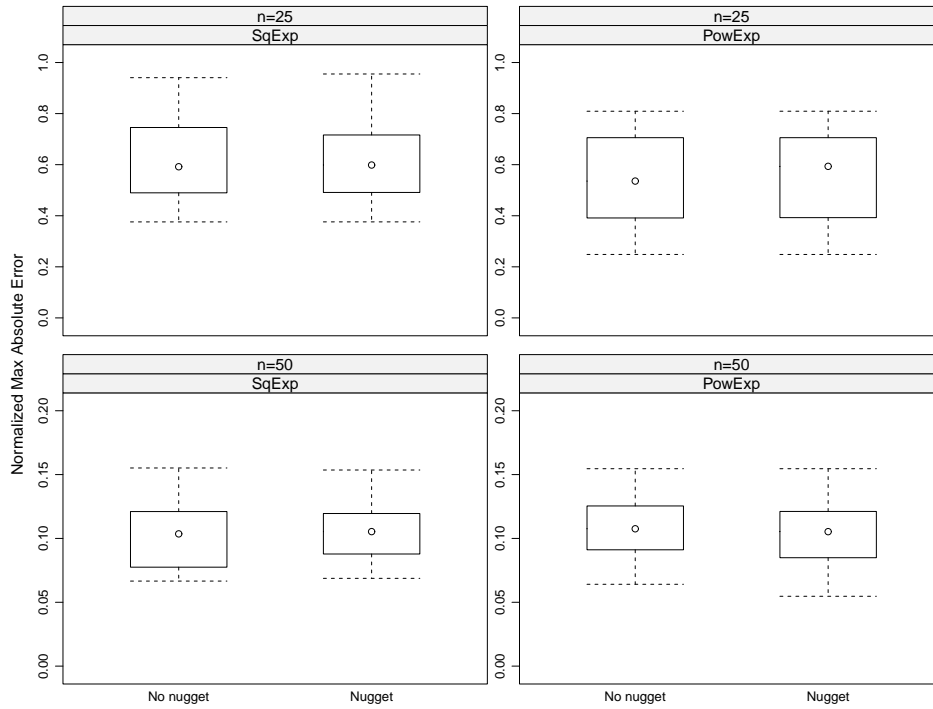 n=25
n=25
SqExp
PowExp
1.0
0.8
0.6
0.4
0.2
0.0
1.0
0.8
0.6
0.4
0.2
0.0
Normalized Max Absolute Error
n=50
n=50
SqExp
PowExp
0.20
0.15
0.10
0.05
0.00
0.20
0.15
0.10
0.05
0.00
No nugget
Nugget
No nugget
Nugget